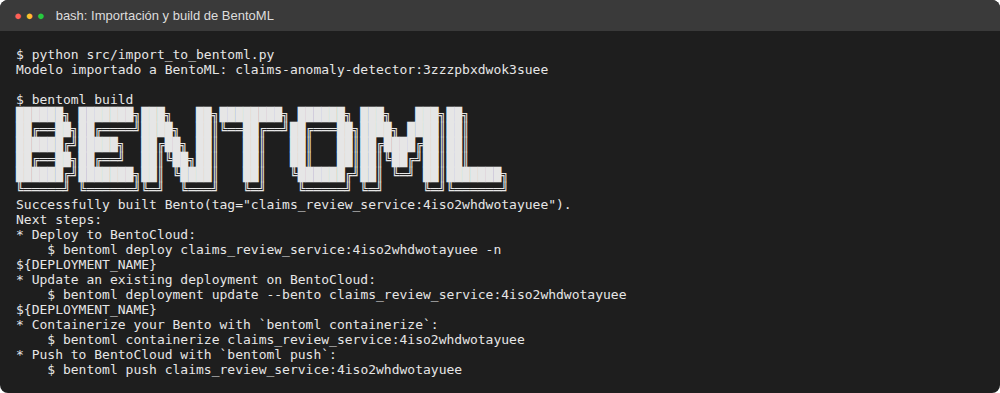 bash: Importación y build de BentoML
$ python src/import_to_bentoml.py
Modelo importado a BentoML: claims-anomaly-detector:3zzzpbxdwok3suee
$ bentoml build
BENTOML
Successfully built Bento(tag="claims_review_service:4iso2whdwotayuee").
Next steps:
* Deploy to BentoCloud:
    $ bentoml deploy claims_review_service:4iso2whdwotayuee -n
${DEPLOYMENT_NAME}
* Update an existing deployment on BentoCloud:
    $ bentoml deployment update --bento claims_review_service:4iso2whdwotayuee
${DEPLOYMENT_NAME}
* Containerize your Bento with `bentoml containerize`:
    $ bentoml containerize claims_review_service:4iso2whdwotayuee
* Push to BentoCloud with `bentoml push`:
    $ bentoml push claims_review_service:4iso2whdwotayuee